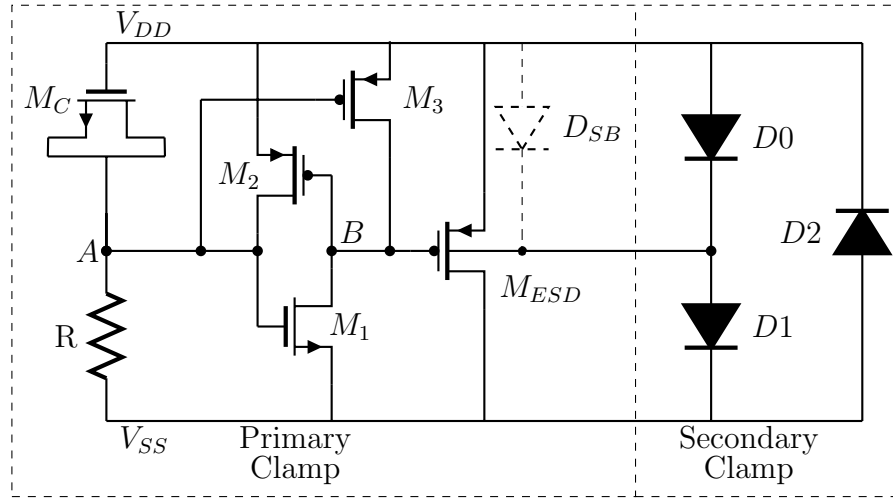 V_DD
M_C
M_3
D_SB
D0
M_2
A
B
D2
M_ESD
R
M_1
D1
V_SS
Primary
Clamp
Secondary
Clamp